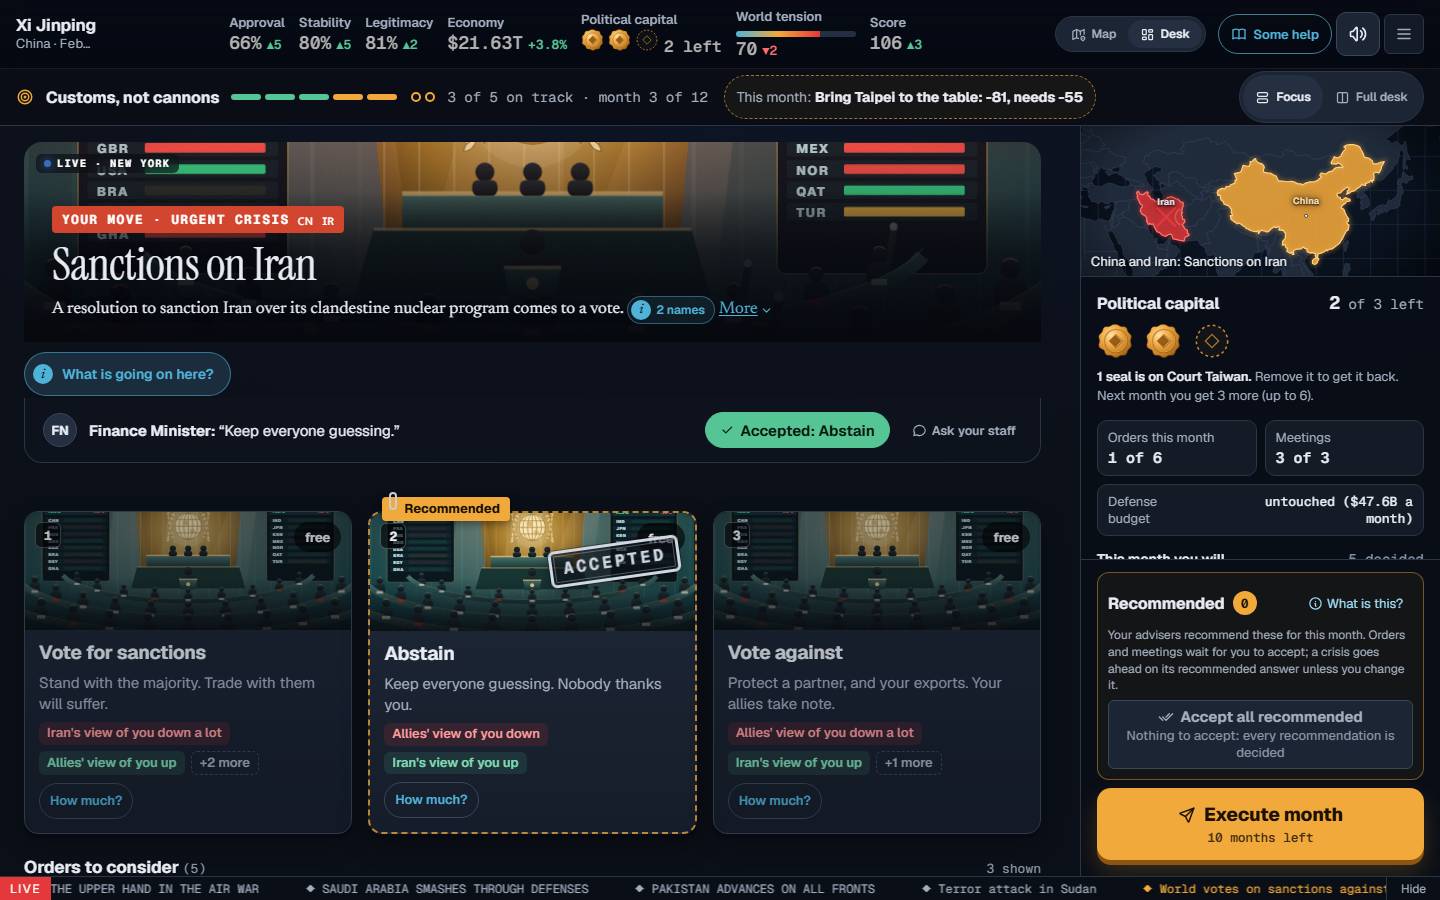 Xi Jinping
China · Feb...
Approval
66% ▲5
Stability
80% ▲5
Legitimacy
81% ▲2
Economy
$21.63T +3.8%
Political capital
2 left
World tension
70 ▼2
Score
106 ▲3
Map
Desk
Some help
Customs, not cannons
3 of 5 on track · month 3 of 12
This month: Bring Taipei to the table: -81, needs -55
Focus
Full desk
LIVE · NEW YORK
GBR
BRA
MEX
NOR
QAT
TUR
YOUR MOVE · URGENT CRISIS CN IR
Sanctions on Iran
A resolution to sanction Iran over its clandestine nuclear program comes to a vote. i 2 names More
What is going on here?
FN
Finance Minister: “Keep everyone guessing.”
Accepted: Abstain
Ask your staff
1
free
Vote for sanctions
Stand with the majority. Trade with them
will suffer.
Iran's view of you down a lot
Allies' view of you up
+2 more
How much?
Recommended
2
free
ACCEPTED
Abstain
Keep everyone guessing. Nobody thanks
you.
Allies' view of you down
Iran's view of you up
How much?
3
free
Vote against
Protect a partner, and your exports. Your
allies take note.
Allies' view of you down a lot
Iran's view of you up
+1 more
How much?
Orders to consider (5)
3 shown
Iran
China
China and Iran: Sanctions on Iran
Political capital
2 of 3 left
1 seal is on Court Taiwan. Remove it to get it back.
Next month you get 3 more (up to 6).
Orders this month
1 of 6
Meetings
3 of 3
Defense
budget
untouched ($47.6B a
month)
This month you will
5 decided
Recommended 0
What is this?
Your advisers recommend these for this month. Orders
and meetings wait for you to accept; a crisis goes
ahead on its recommended answer unless you change
it.
Accept all recommended
Nothing to accept: every recommendation is
decided
Execute month
10 months left
LIVE
THE UPPER HAND IN THE AIR WAR
◆ SAUDI ARABIA SMASHES THROUGH DEFENSES
◆ PAKISTAN ADVANCES ON ALL FRONTS
◆ Terror attack in Sudan
◆ World votes on sanctions against
Hide